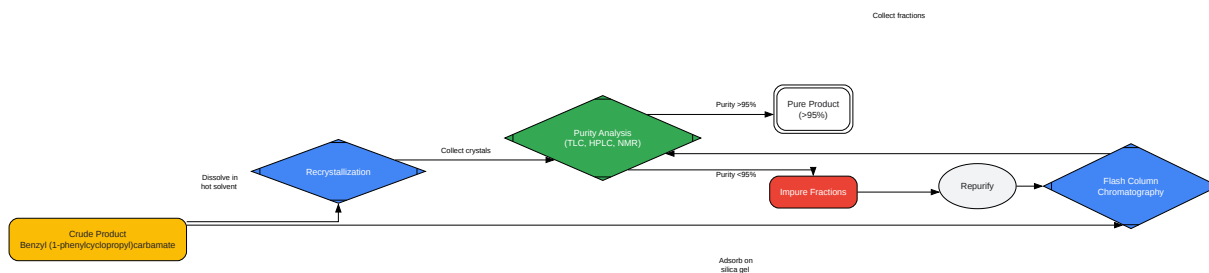 Collect fractions
Purity >95%
Pure Product
(>95%)
Purity Analysis
(TLC, HPLC, NMR)
Collect crystals
Recrystallization
Dissolve in
hot solvent
Purity <95%
Impure Fractions
Repurify
Flash Column
Chromatography
Crude Product
Benzyl (1-phenylcyclopropyl)carbamate
Adsorb on
silica gel